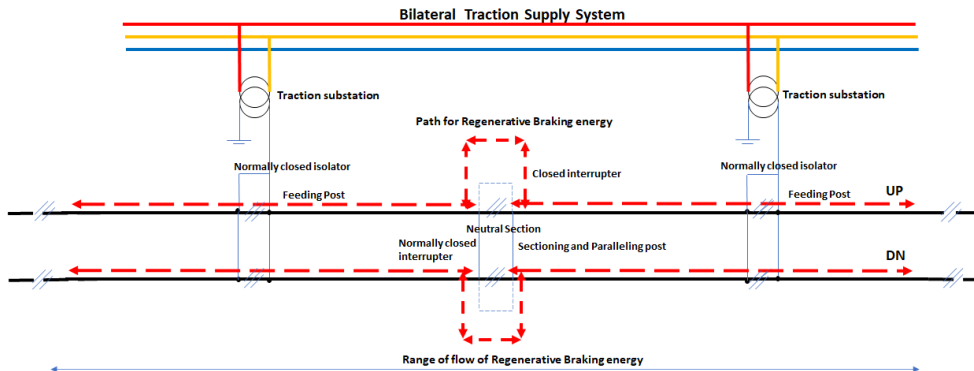 Bilateral Traction Supply System
Traction substation
Traction substation
Path for Regenerative Braking energy
Normally closed isolator
Closed interrupter
Normally closed isolator
Feeding Post
Feeding Post
UP
Neutral Section
Normally closed
interrupter
Sectioning and Paralleling post
DN
Range of flow of Regenerative Braking energy